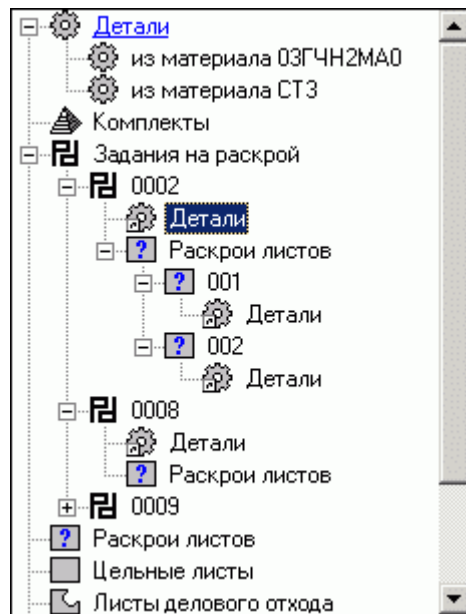 Детали
из материала 03ГЧН2МА0
из материала СТ3
Комплекты
Задания на раскрой
0002
Детали
? Раскрои листов
? 001
Детали
? 002
Детали
0008
Детали
? Раскрои листов
0009
? Раскрои листов
Цельные листы
Листы делового отхода